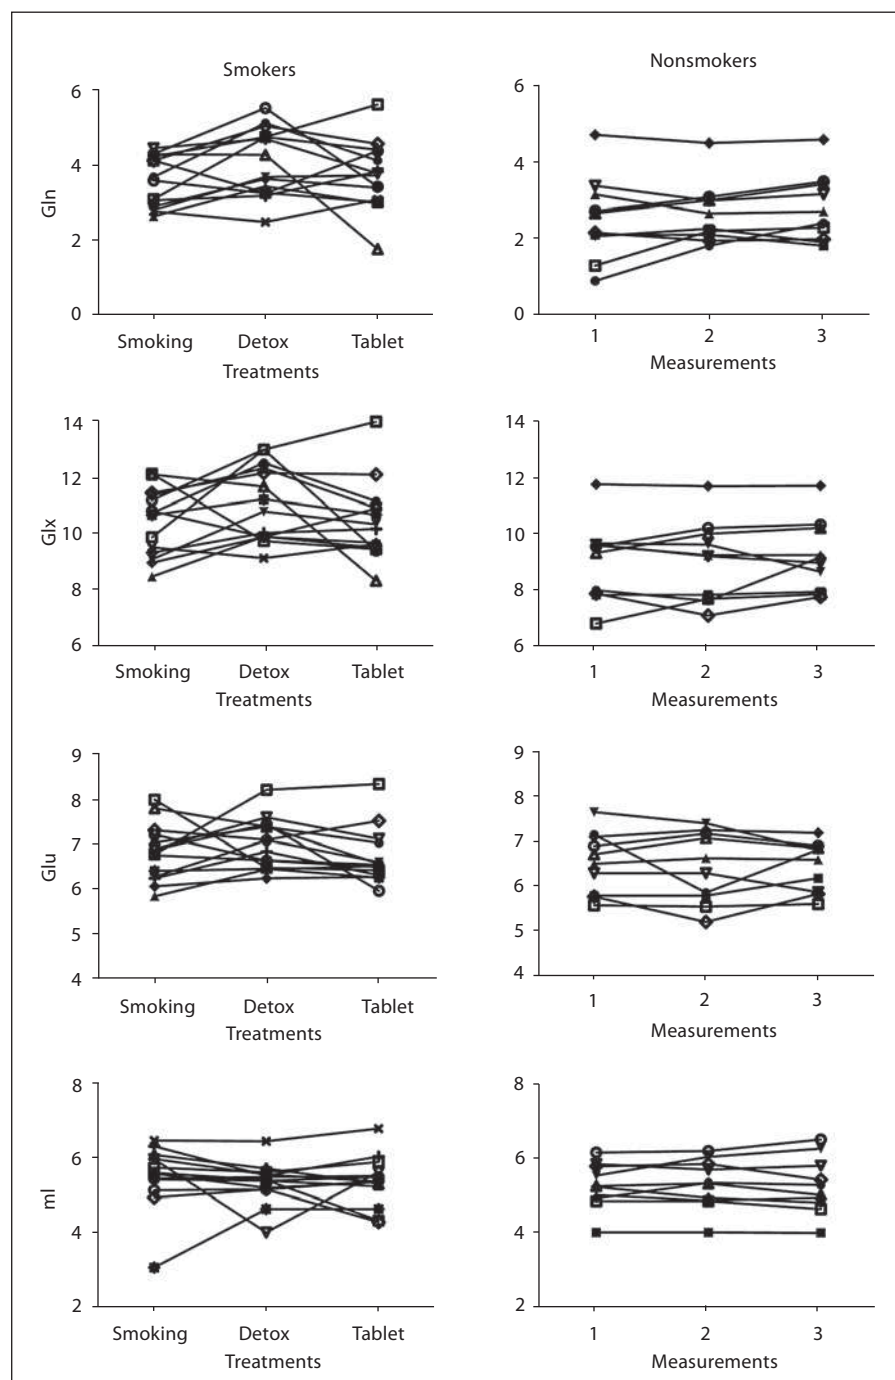 Smokers
Nonsmokers
Gln
6
4
2
0
Smoking Detox Tablet
Treatments
6
4
2
0
1 2 3
Measurements
Glx
14
12
10
8
6
Smoking Detox Tablet
Treatments
14
12
10
8
6
1 2 3
Measurements
Glu
9
8
7
6
5
4
Smoking Detox Tablet
Treatments
9
8
7
6
5
4
1 2 3
Measurements
ml
8
6
4
2
Smoking Detox Tablet
Treatments
8
6
4
2
1 2 3
Measurements